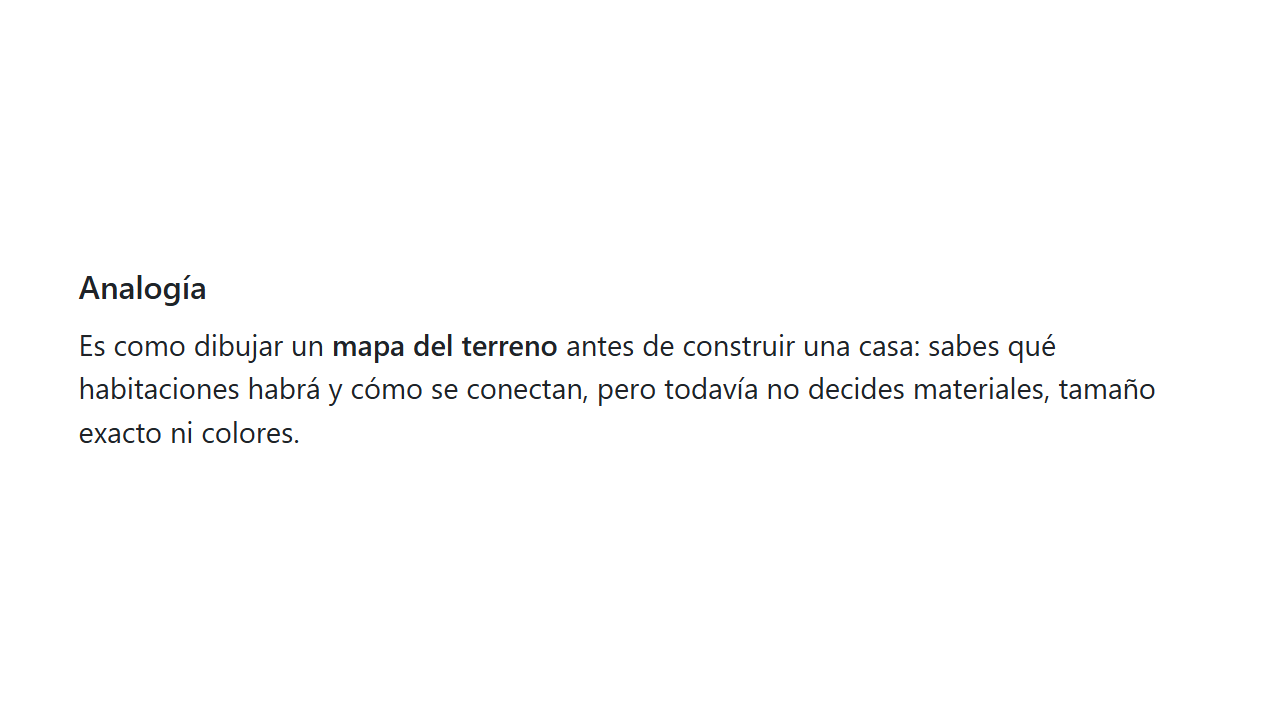 Analogía
Es como dibujar un mapa del terreno antes de construir una casa: sabes qué
habitaciones habrá y cómo se conectan, pero todavía no decides materiales, tamaño
exacto ni colores.